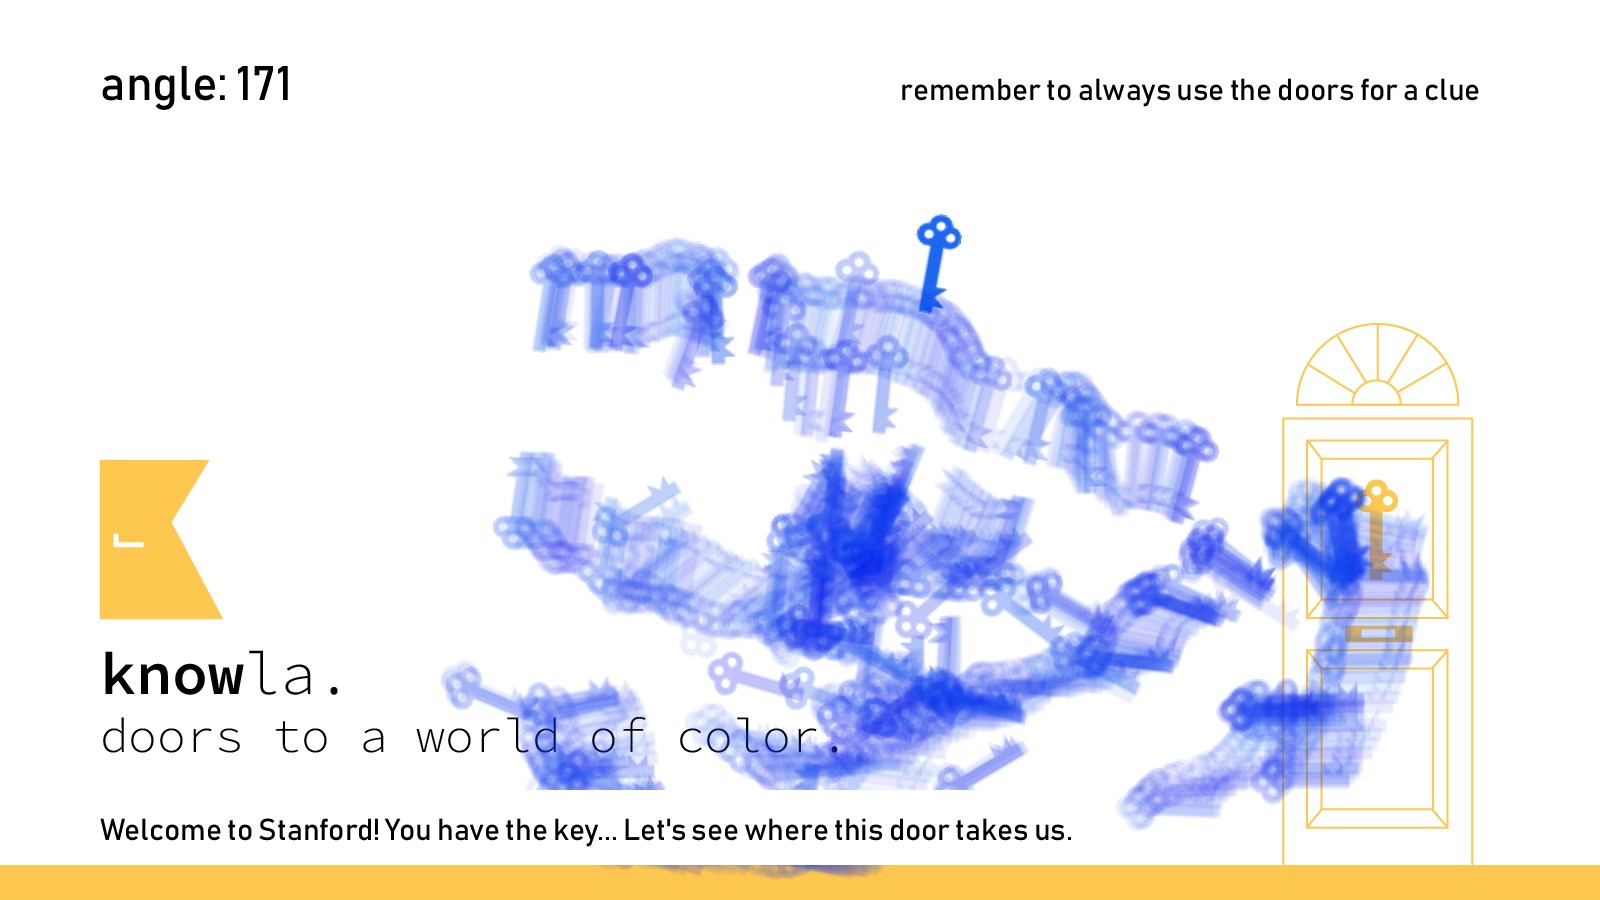 angle: 171
remember to always use the doors for a clue
knowla.
doors to a world of color.
Welcome to Stanford! You have the key... Let's see where this door takes us.